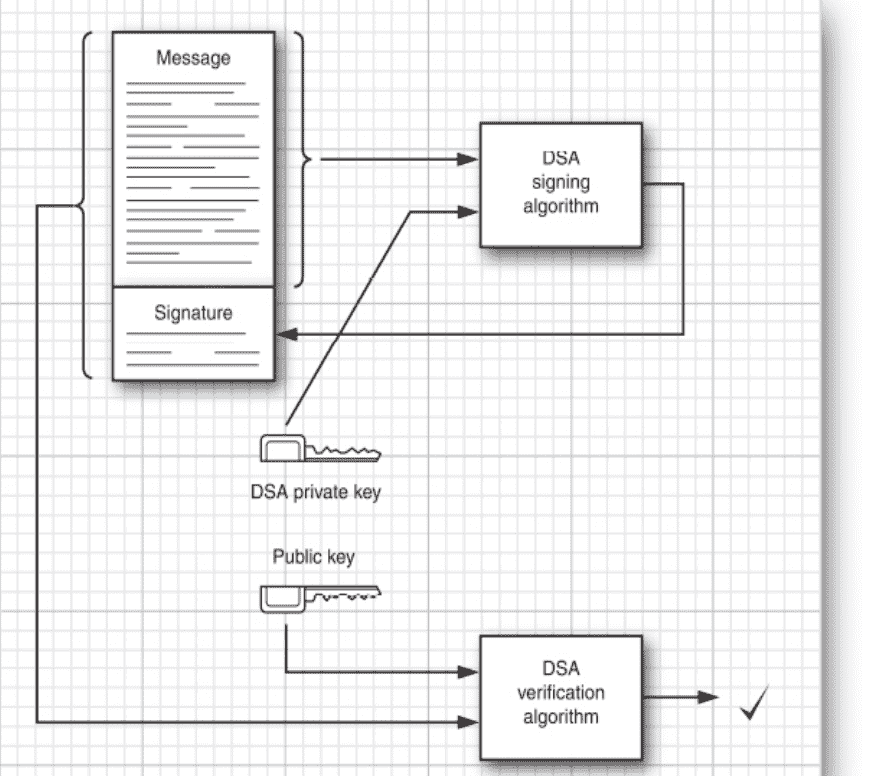 Message
DSA
signing
algorithm
Signature
DSA private key
Public key
DSA
verification
algorithm